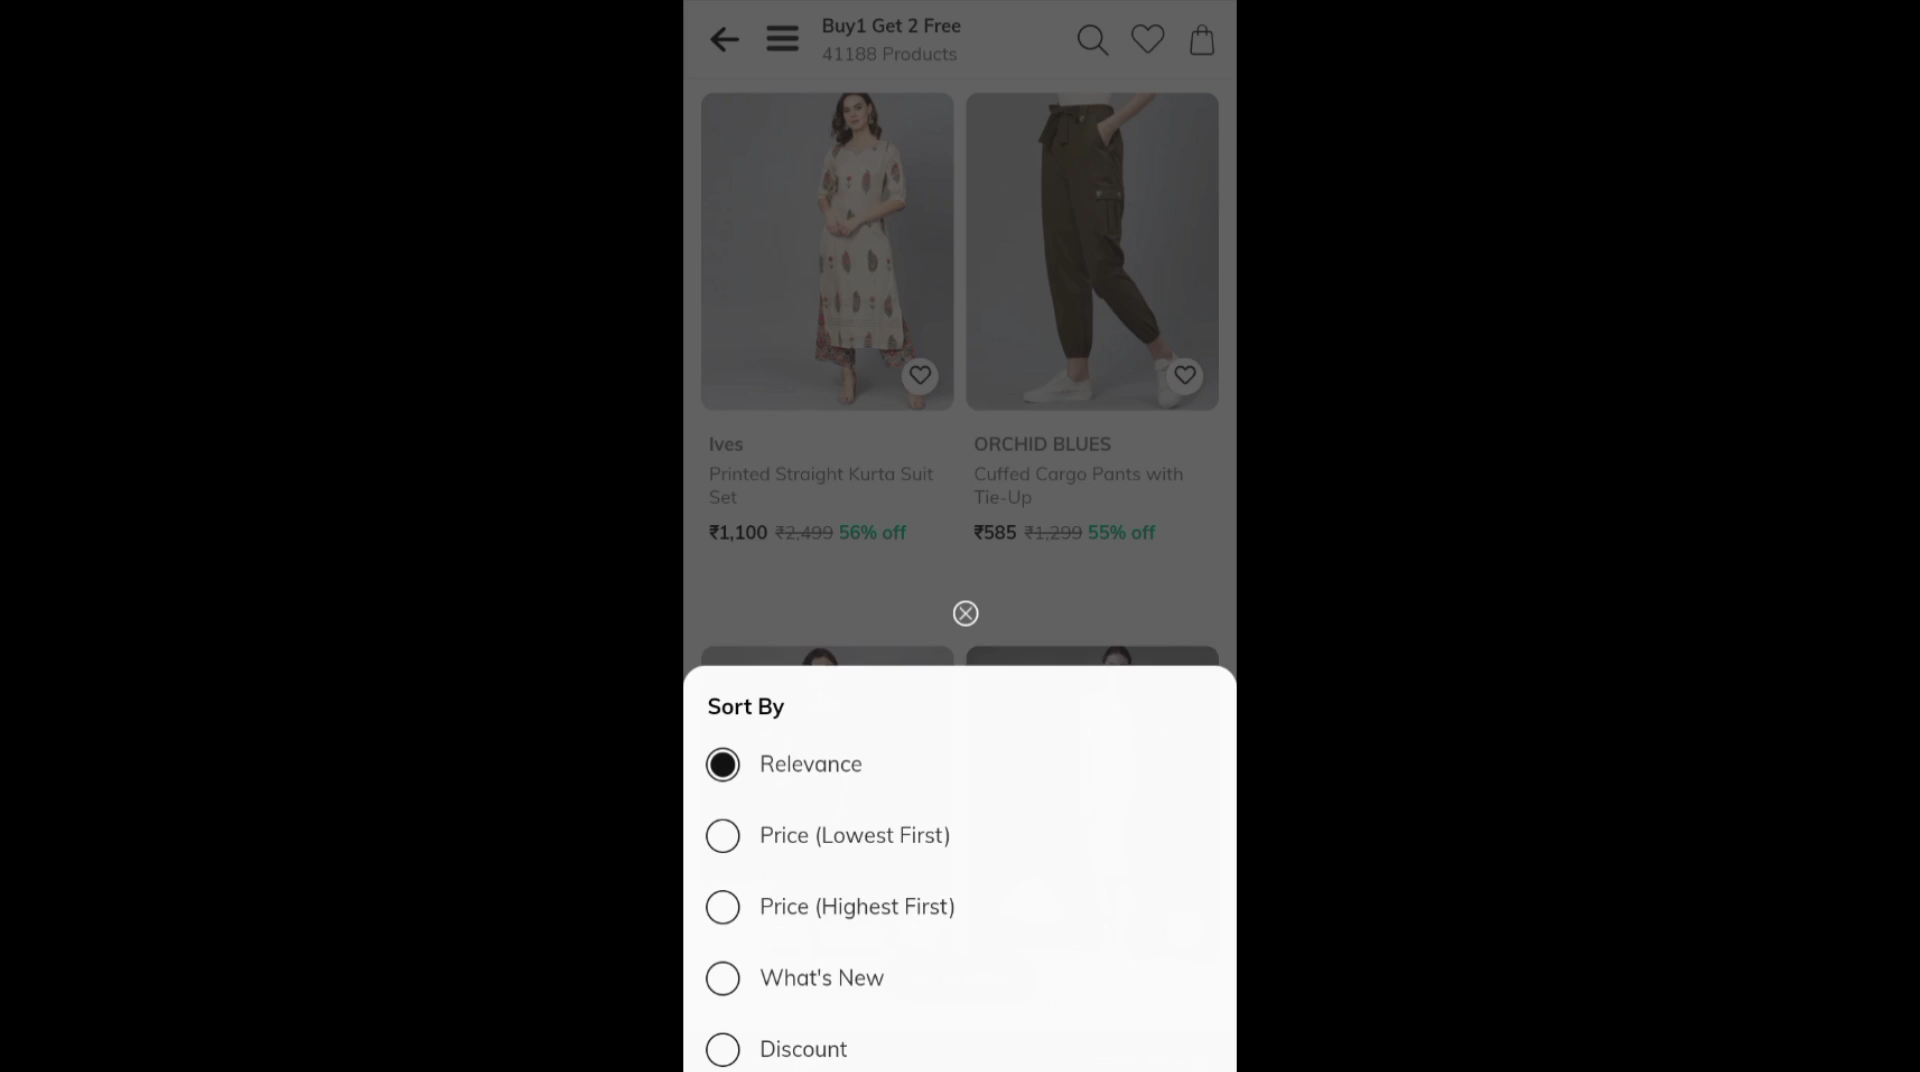 Buy1 Get 2 Free
41188 Products
Ives
Printed Straight Kurta Suit
Set
₹1,100 ₹2,499 56% off
ORCHID BLUES
Cuffed Cargo Pants with
Tie-Up
₹585 ₹1,299 55% off
Sort By
Relevance
Price (Lowest First)
Price (Highest First)
What's New
Discount